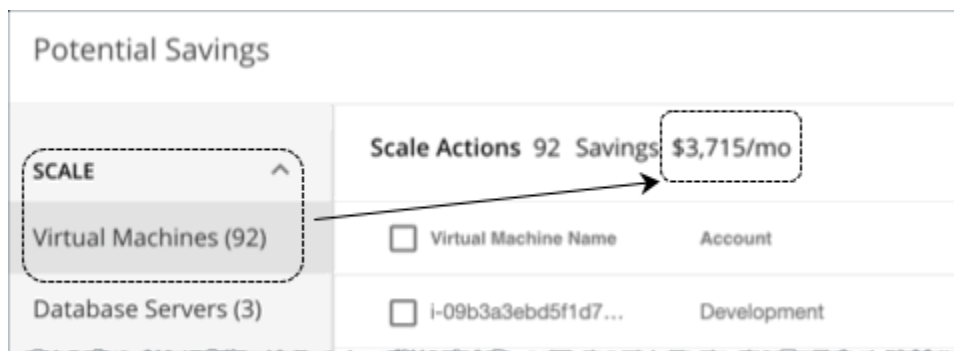 Potential Savings
SCALE
Virtual Machines (92)
Database Servers (3)
Scale Actions 92 Savings $3,715/mo
Virtual Machine Name Account
i-09b3a3ebd5f1d7... Development